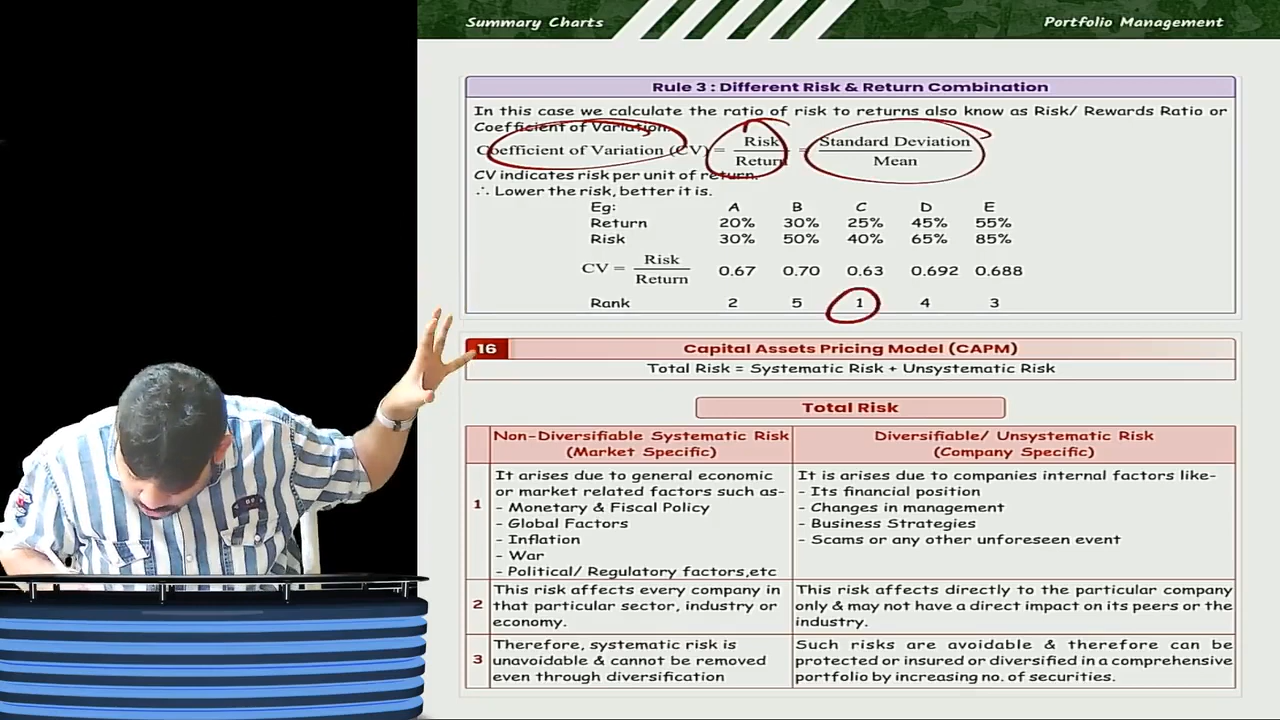 Summary Charts
Portfolio Management
Rule 3 : Different Risk & Return Combination
In this case we calculate the ratio of risk to returns also know as Risk/ Rewards Ratio or
Coefficient of Variation.
Coefficient of Variation (CV) = Risk / Return = Standard Deviation / Mean
CV indicates risk per unit of return.
∴ Lower the risk, better it is.
Eg: A B C D E
Return 20% 30% 25% 45% 55%
Risk 30% 50% 40% 65% 85%
CV = Risk / Return 0.67 0.70 0.63 0.692 0.688
Rank 2 5 1 4 3
16 Capital Assets Pricing Model (CAPM)
Total Risk = Systematic Risk + Unsystematic Risk
Total Risk
Non-Diversifiable Systematic Risk
(Market Specific)
Diversifiable/ Unsystematic Risk
(Company Specific)
1
It arises due to general economic
or market related factors such as-
- Monetary & Fiscal Policy
- Global Factors
- Inflation
- War
- Political/ Regulatory factors,etc
It is arises due to companies internal factors like-
- Its financial position
- Changes in management
- Business Strategies
- Scams or any other unforeseen event
2
This risk affects every company in
that particular sector, industry or
economy.
This risk affects directly to the particular company
only & may not have a direct impact on its peers or the
industry.
3
Therefore, systematic risk is
unavoidable & cannot be removed
even through diversification
Such risks are avoidable & therefore can be
protected or insured or diversified in a comprehensive
portfolio by increasing no. of securities.